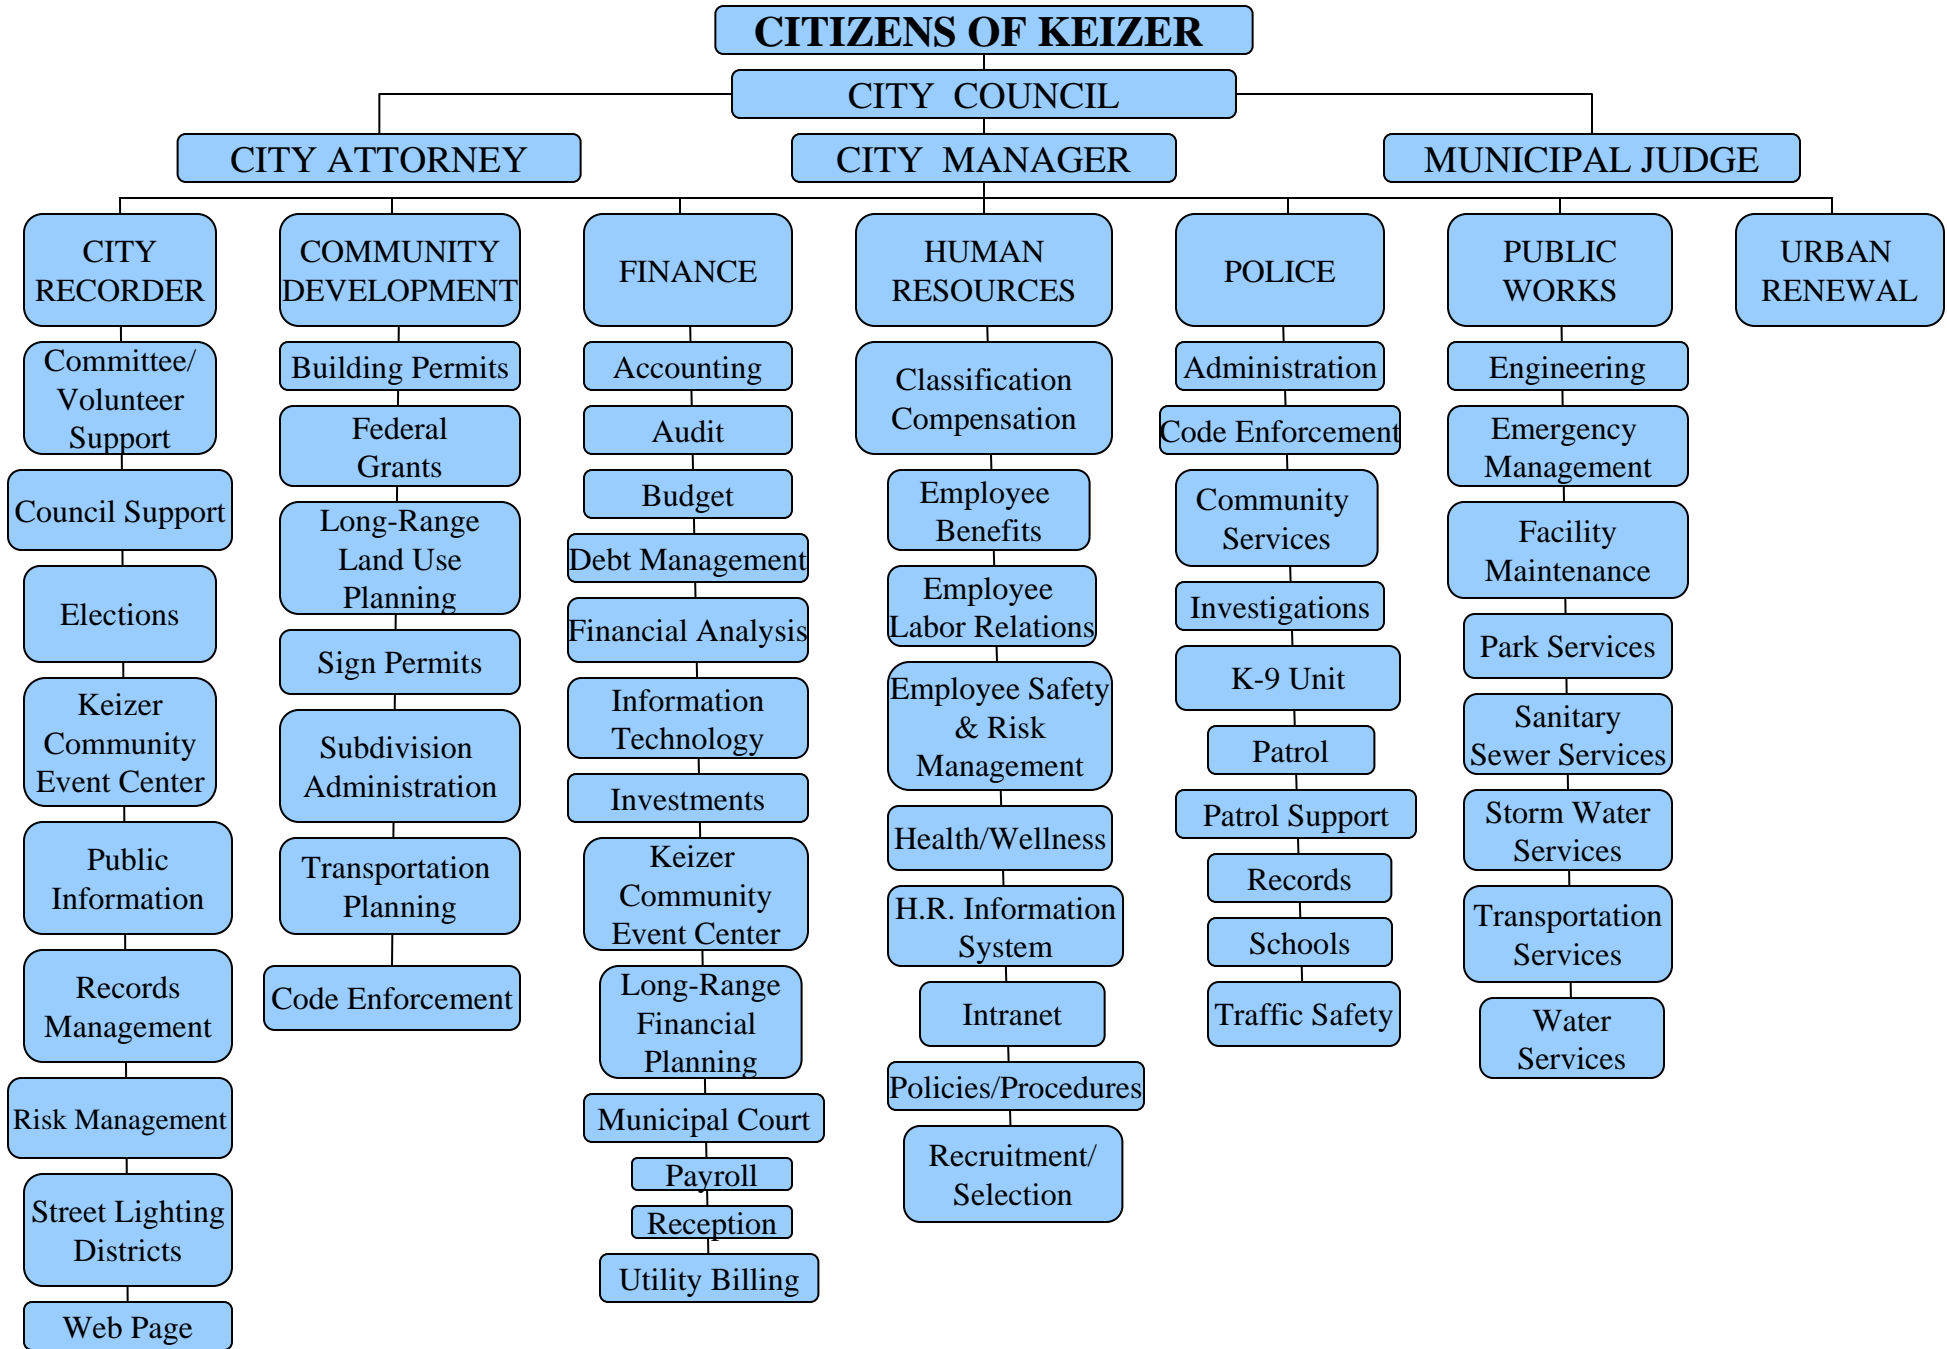 CITIZENS OF KEIZER
CITY COUNCIL
CITY ATTORNEY
CITY MANAGER
MUNICIPAL JUDGE
CITY
RECORDER
COMMUNITY
DEVELOPMENT
FINANCE
HUMAN
RESOURCES
POLICE
PUBLIC
WORKS
URBAN
RENEWAL
Committee/
Volunteer
Support
Council Support
Elections
Keizer
Community
Event Center
Public
Information
Records
Management
Risk Management
Street Lighting
Districts
Web Page
Building Permits
Federal
Grants
Long-Range
Land Use
Planning
Sign Permits
Subdivision
Administration
Transportation
Planning
Code Enforcement
Accounting
Audit
Budget
Debt Management
Financial Analysis
Information
Technology
Investments
Keizer
Community
Event Center
Long-Range
Financial
Planning
Municipal Court
Payroll
Reception
Utility Billing
Classification
Compensation
Employee
Benefits
Employee
Labor Relations
Employee Safety
& Risk
Management
Health/Wellness
H.R. Information
System
Intranet
Policies/Procedures
Recruitment/
Selection
Administration
Code Enforcement
Community
Services
Investigations
K-9 Unit
Patrol
Patrol Support
Records
Schools
Traffic Safety
Engineering
Emergency
Management
Facility
Maintenance
Park Services
Sanitary
Sewer Services
Storm Water
Services
Transportation
Services
Water
Services